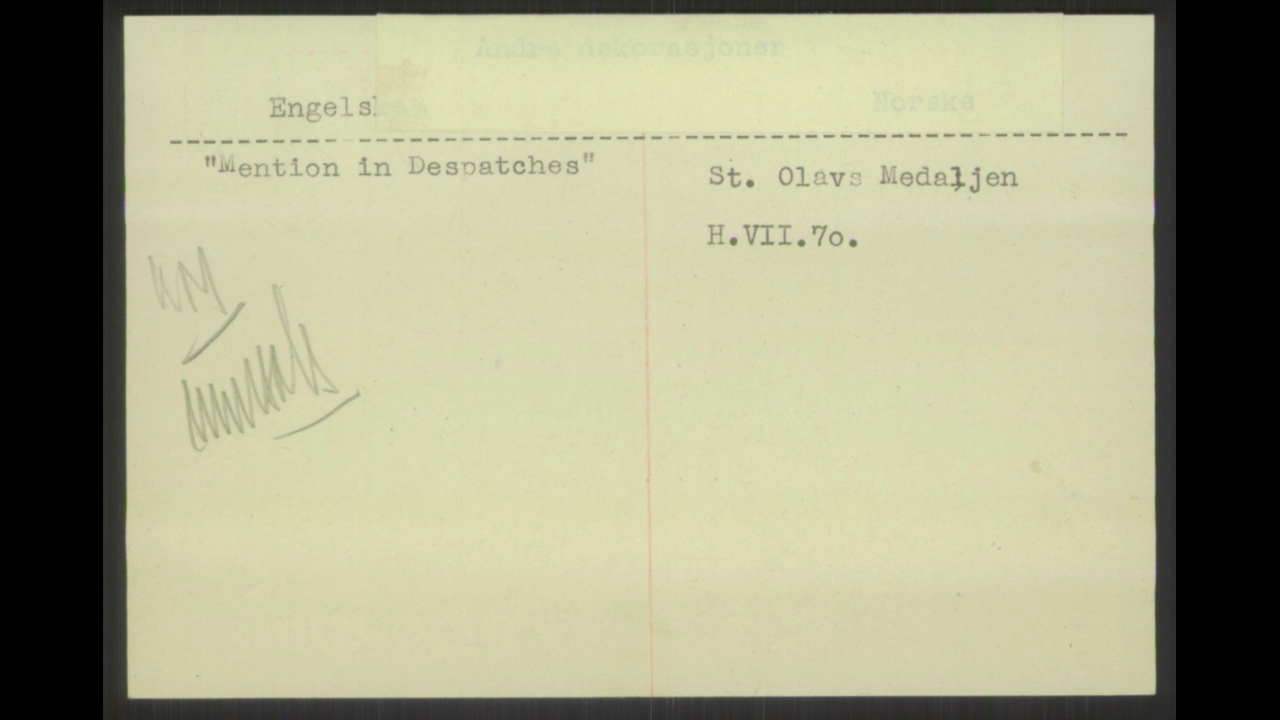 Andre dekorasjoner
Engelske
Norske
"Mention in Despatches"
St. Olavs Medaljen
H.VII.7o.